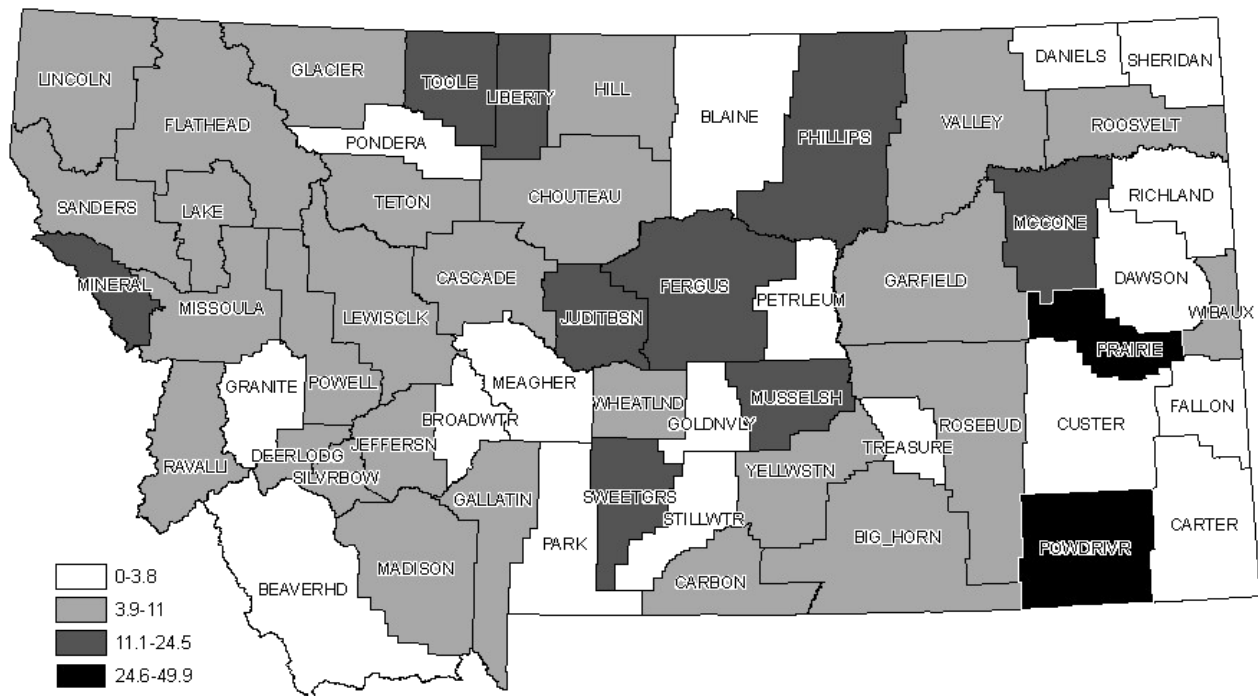 DANIELS
SHERIDAN
LINCOLN
GLACIER
TOOLE
LIBERTY
HILL
BLAINE
PHILLIPS
VALLEY
ROOSVELT
FLATHEAD
PONDERA
CHOUTEAU
TETON
SANDERS
LAKE
RICHLAND
MCCONE
MINERAL
MISSOULA
CASCADE
LEWISCLK
JUDITBSN
FERGUS
PETRLEUM
GARFIELD
DAWSON
WIBAUX
PRAIRIE
GRANITE
POWELL
MEAGHER
BROADWTR
WHEATLND
GOLDNVLY
MUSSELSH
TREASURE
ROSEBUD
CUSTER
FALLON
RAVALLI
DEERLODG
JEFFERSN
SILVRBOW
GALLATIN
SWEETGRS
STILLWTR
YELLWSTN
PARK
BIG_HORN
POWDRIVR
CARTER
BEAVERHD
MADISON
CARBON
0-3.8
3.9-11
11.1-24.5
24.6-49.9